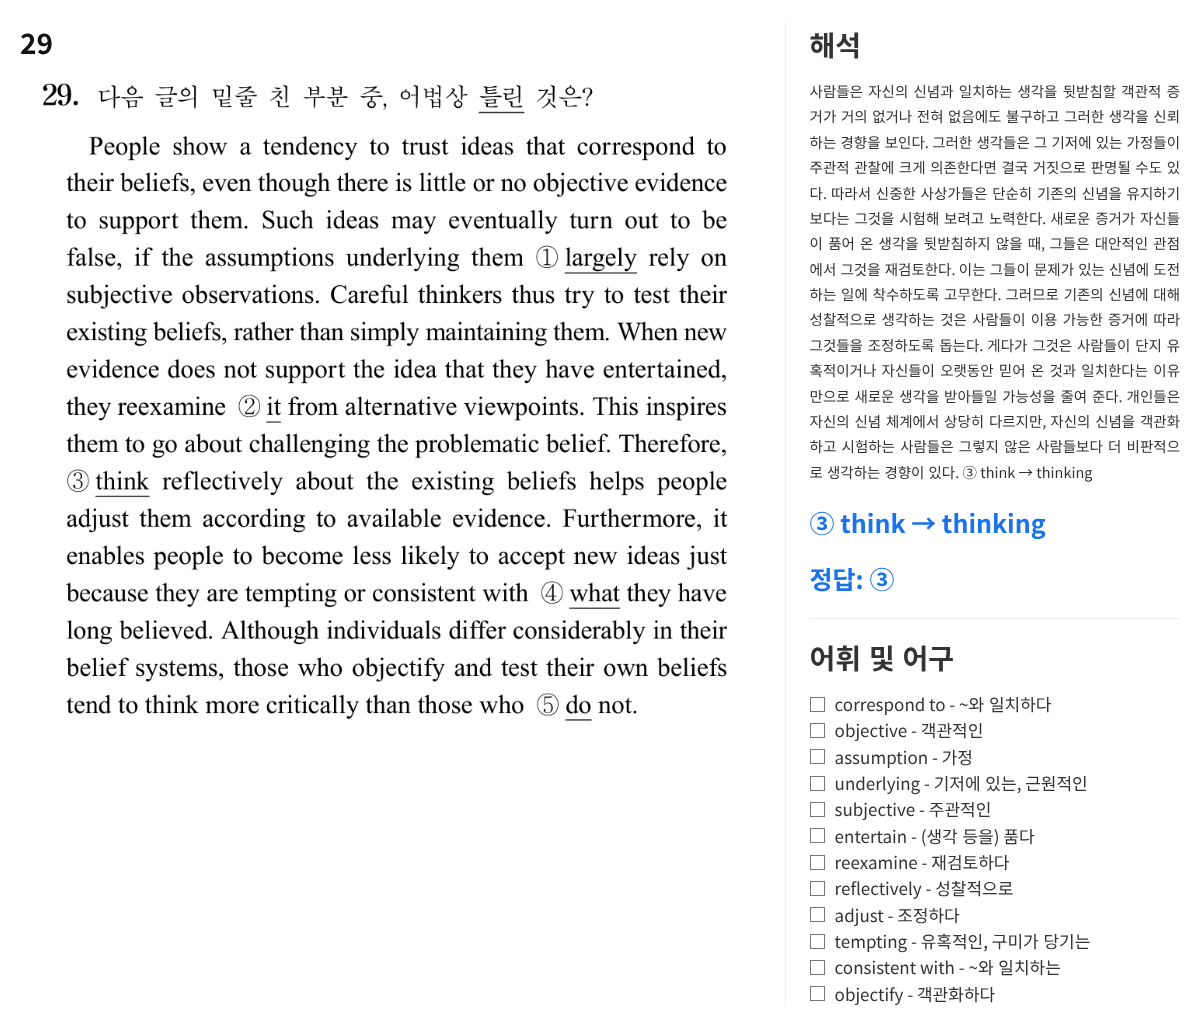 29
29. 다음 글의 밑줄 친 부분 중, 어법상 틀린 것은?
People show a tendency to trust ideas that correspond to
their beliefs, even though there is little or no objective evidence
to support them. Such ideas may eventually turn out to be
false, if the assumptions underlying them ① largely rely on
subjective observations. Careful thinkers thus try to test their
existing beliefs, rather than simply maintaining them. When new
evidence does not support the idea that they have entertained,
they reexamine ② it from alternative viewpoints. This inspires
them to go about challenging the problematic belief. Therefore,
③ think reflectively about the existing beliefs helps people
adjust them according to available evidence. Furthermore, it
enables people to become less likely to accept new ideas just
because they are tempting or consistent with ④ what they have
long believed. Although individuals differ considerably in their
belief systems, those who objectify and test their own beliefs
tend to think more critically than those who ⑤ do not.
해석
사람들은 자신의 신념과 일치하는 생각을 뒷받침할 객관적 증
거가 거의 없거나 전혀 없음에도 불구하고 그러한 생각을 신뢰
하는 경향을 보인다. 그러한 생각들은 그 기저에 있는 가정들이
주관적 관찰에 크게 의존한다면 결국 거짓으로 판명될 수도 있
다. 따라서 신중한 사상가들은 단순히 기존의 신념을 유지하기
보다는 그것을 시험해 보려고 노력한다. 새로운 증거가 자신들
이 품어 온 생각을 뒷받침하지 않을 때, 그들은 대안적인 관점
에서 그것을 재검토한다. 이는 그들이 문제가 있는 신념에 도전
하는 일에 착수하도록 고무한다. 그러므로 기존의 신념에 대해
성찰적으로 생각하는 것은 사람들이 이용 가능한 증거에 따라
그것들을 조정하도록 돕는다. 게다가 그것은 사람들이 단지 유
혹적이거나 자신들이 오랫동안 믿어 온 것과 일치한다는 이유
만으로 새로운 생각을 받아들일 가능성을 줄여 준다. 개인들은
자신의 신념 체계에서 상당히 다르지만, 자신의 신념을 객관화
하고 시험하는 사람들은 그렇지 않은 사람들보다 더 비판적으
로 생각하는 경향이 있다. ③ think → thinking
③ think → thinking
정답: ③
어휘 및 어구
□ correspond to - ~와 일치하다
□ objective - 객관적인
□ assumption - 가정
□ underlying - 기저에 있는, 근원적인
□ subjective - 주관적인
□ entertain - (생각 등을) 품다
□ reexamine - 재검토하다
□ reflectively - 성찰적으로
□ adjust - 조정하다
□ tempting - 유혹적인, 구미가 당기는
□ consistent with - ~와 일치하는
□ objectify - 객관화하다